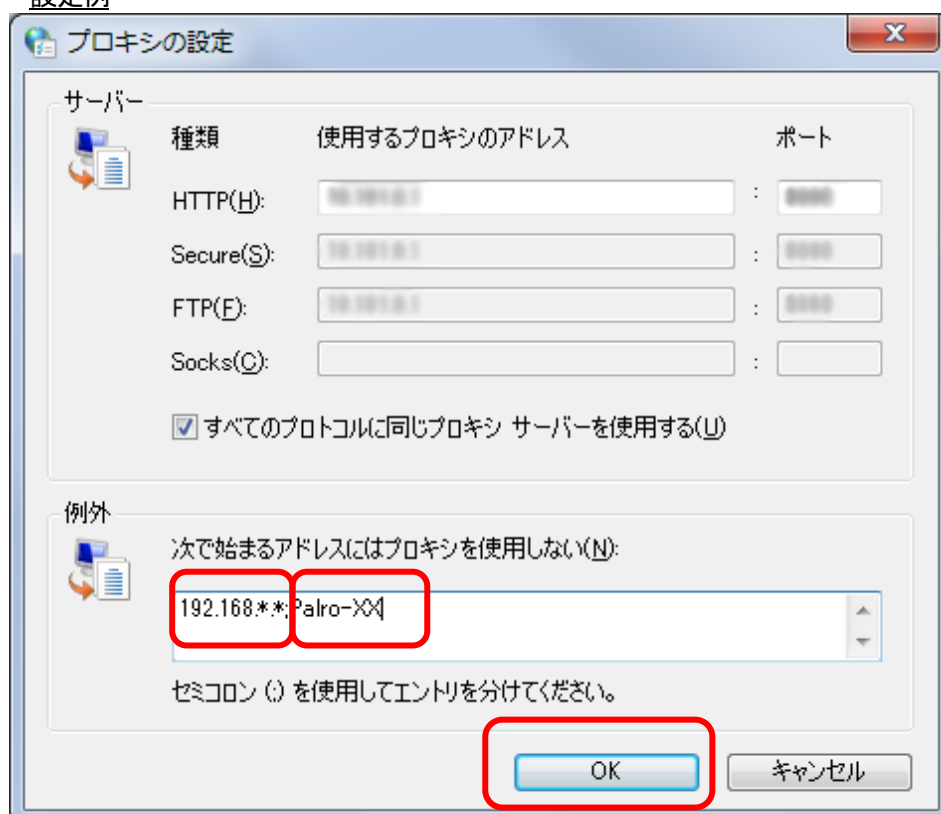 設定例
プロキシの設定
サーバー
種類 使用するプロキシのアドレス ポート
HTTP(H): :
Secure(S): :
FTP(F): :
Socks(C): :
すべてのプロトコルに同じプロキシ サーバーを使用する(U)
例外
次で始まるアドレスにはプロキシを使用しない(N):
192.168.*.*;Palro-XX
セミコロン (;) を使用してエントリを分けてください。
OK キャンセル